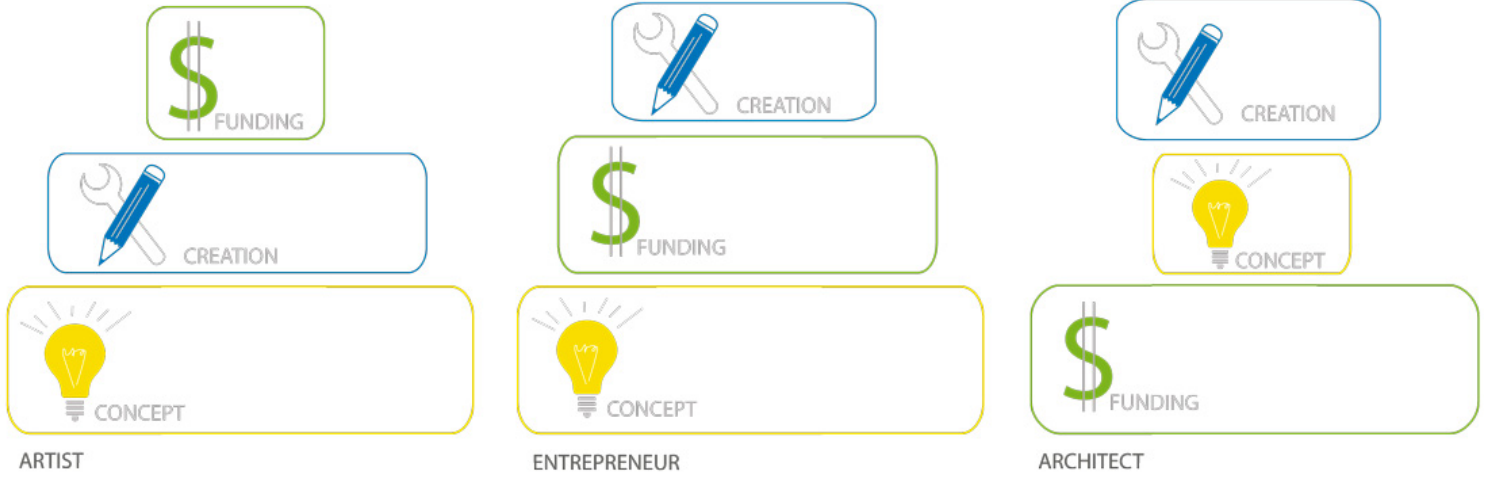 FUNDING
CREATION
CONCEPT
ARTIST
CREATION
FUNDING
CONCEPT
ENTREPRENEUR
CREATION
CONCEPT
FUNDING
ARCHITECT